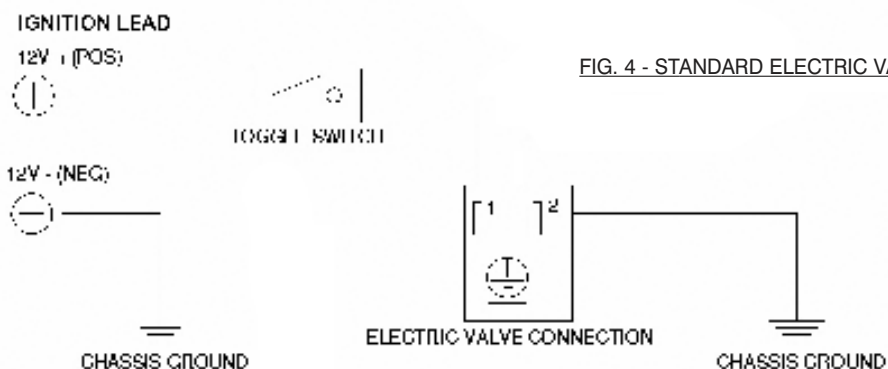 IGNITION LEAD
12V + (POS)
FIG. 4 - STANDARD ELECTRIC VA
TOGGLE SWITCH
12V - (NEG)
1 2
ELECTRIC VALVE CONNECTION
CHASSIS GROUND
CHASSIS GROUND